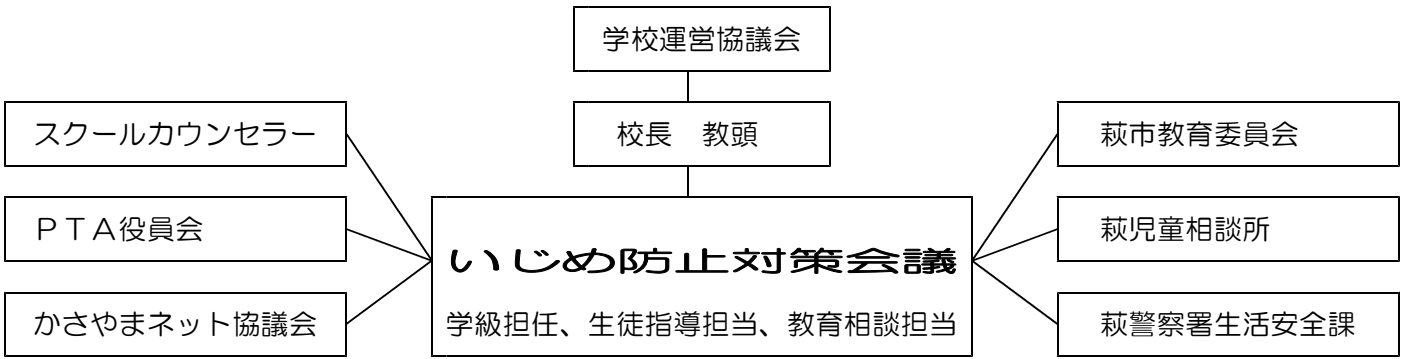 学校運営協議会
スクールカウンセラー
校長　教頭
萩市教育委員会
ＰＴＡ役員会
萩児童相談所
いじめ防止対策会議
かさやまネット協議会
学級担任、生徒指導担当、教育相談担当
萩警察署生活安全課